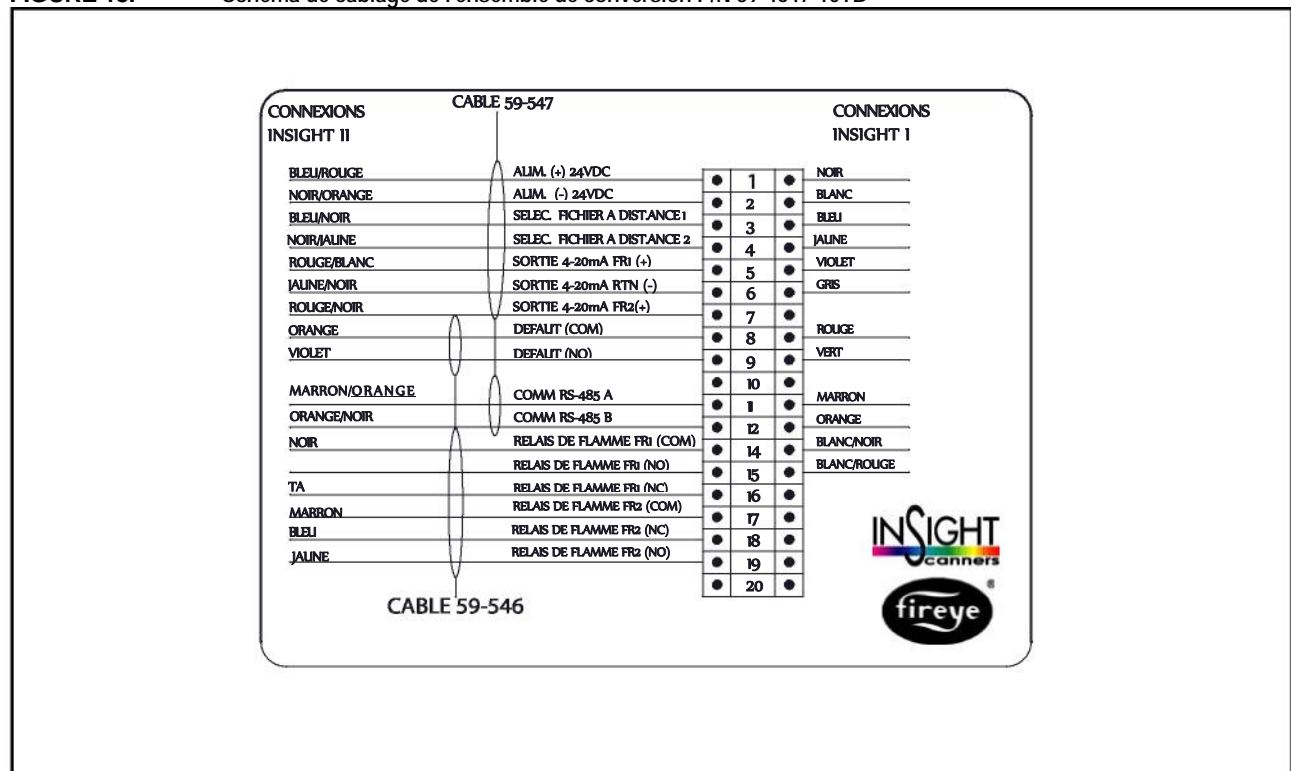 FIGURE 18. Schéma de câblage de l'ensemble de conversion P/N
CABLE 59-547
CONNEXIONS
INSIGHT II
CONNEXIONS
INSIGHT I
BLEU/ROUGE ALIM. (+) 24VDC 1 NOIR
NOIR/ORANGE ALIM. (-) 24VDC 2 BLANC
BLEU/NOIR SELEC. FICHIER A DIST.ANCE 1 3 BLEU
NOIR/JAUNE SELEC. FICHIER A DIST.ANCE 2 4 JAUNE
ROUGE/BLANC SORTIE 4-20mA FR1 (+) 5 VIOLET
JAUNE/NOIR SORTIE 4-20mA RTN (-) 6 GRIS
ROUGE/NOIR SORTIE 4-20mA FR2(+) 7
ORANGE DEFAUT (COM) 8 ROUGE
VIOLET DEFAUT (NO) 9 VERT
10
MARRON/ORANGE COMM RS-485 A 11 MARRON
ORANGE/NOIR COMM RS-485 B 12 ORANGE
NOIR RELAIS DE FLAMME FR1 (COM) 14 BLANC/NOIR
RELAIS DE FLAMME FR1 (NO) 15 BLANC/ROUGE
TA RELAIS DE FLAMME FR1 (NC) 16
MARRON RELAIS DE FLAMME FR2 (COM) 17
BLEU RELAIS DE FLAMME FR2 (NC) 18
JAUNE RELAIS DE FLAMME FR2 (NO) 19
20
CABLE 59-546
INSIGHT
Scanners
fireye ®